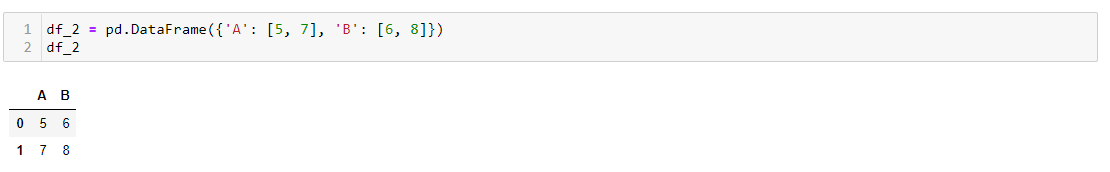 1 df_2 = pd.DataFrame({'A': [5, 7], 'B': [6, 8]})
2 df_2
A B
0 5 6
1 7 8